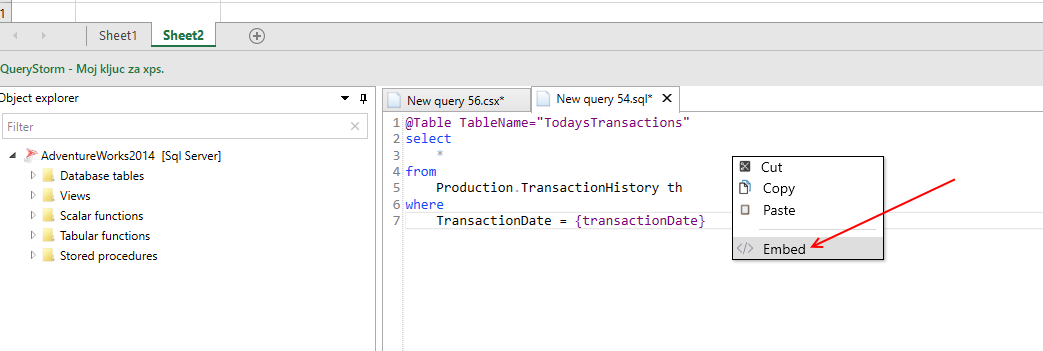 1
Sheet1 Sheet2
QueryStorm - Moj kljuc za xps.
Object explorer
Filter
AdventureWorks2014 [Sql Server]
Database tables
Views
Scalar functions
Tabular functions
Stored procedures
New query 56.csx* New query 54.sql*
1 @Table TableName="TodaysTransactions"
2 select
3 *
4 from
5 Production.TransactionHistory th
6 where
7 TransactionDate = {transactionDate}
Cut
Copy
Paste
</> Embed